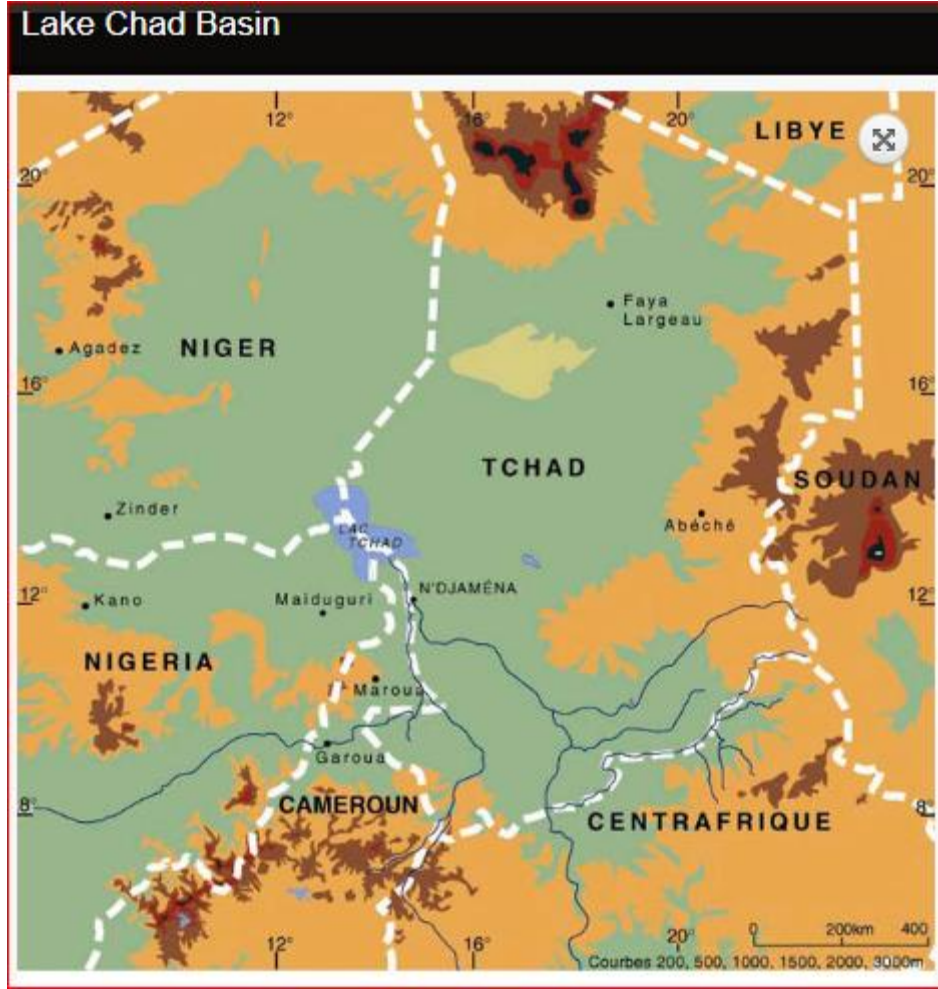 Lake Chad Basin
12°
16°
20°
LIBYE
20°
20°
Faya
Largeau
Agadez
NIGER
16°
16°
TCHAD
SOUDAN
Zinder
LAC
TCHAD
Abéché
12°
Kano
Maiduguri
N'DJAMÉNA
12°
NIGERIA
Maroua
Garoua
8°
CAMEROUN
CENTRAFRIQUE
8°
12°
16°
20°
0
200km
400
Courbes 200, 500, 1000, 1500, 2000, 3000m